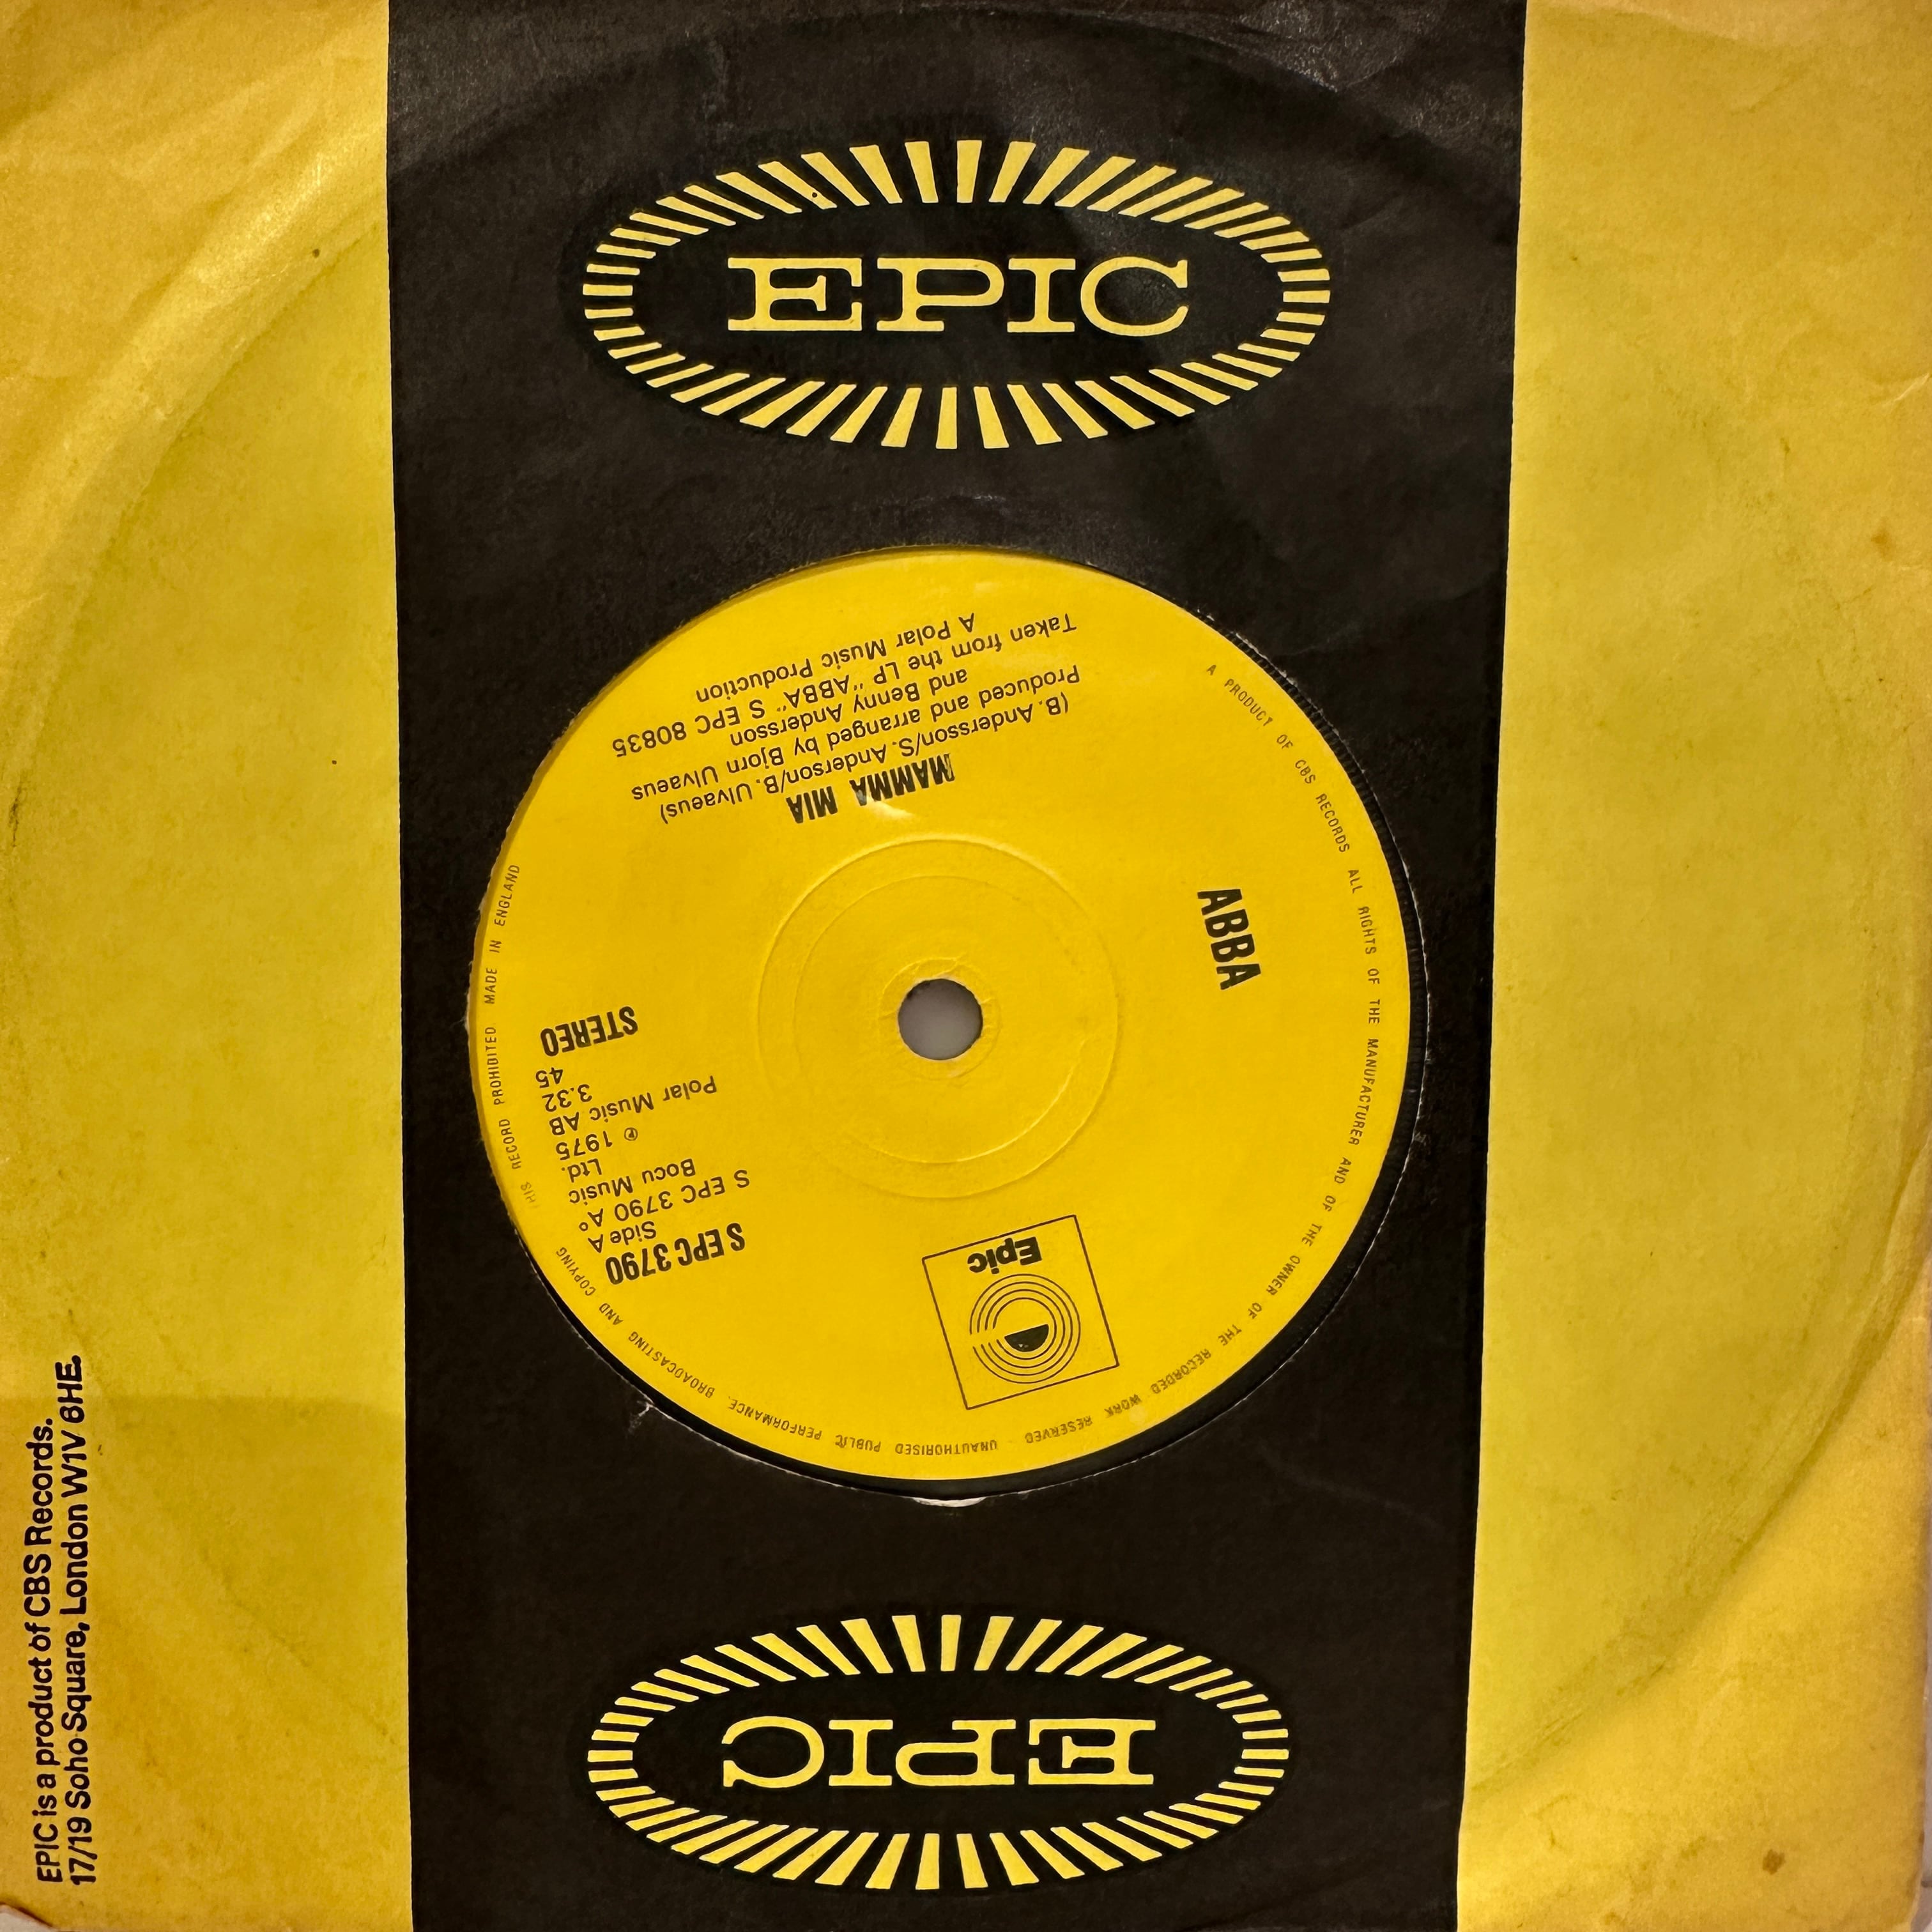 EPIC
Epic
S EPC 3790
Side A
S EPC 3790 A°
Bocu Music
Ltd.
℗ 1975
Polar Music AB
3.32
45
STEREO
ABBA
MAMMA MIA
(B. Andersson/S. Anderson/B. Ulvaeus)
Produced and arranged by Bjorn Ulvaeus
and Benny Andersson
Taken from the LP "ABBA" S EPC 80835
A Polar Music Production
A PRODUCT OF CBS RECORDS ALL RIGHTS OF THE MANUFACTURER AND OF THE OWNER OF THE RECORDED WORK RESERVED UNAUTHORISED PUBLIC PERFORMANCE, BROADCASTING AND COPYING THIS RECORD PROHIBITED MADE IN ENGLAND
EPIC
EPIC is a product of CBS Records.
17/19 Soho Square, London W1V 6HE.